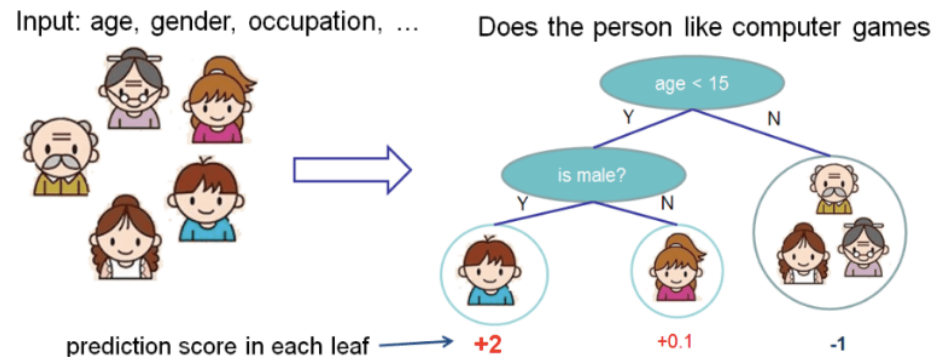 Input: age, gender, occupation, ...
Does the person like computer games
age < 15
Y
N
is male?
Y
N
prediction score in each leaf
+2
+0.1
-1